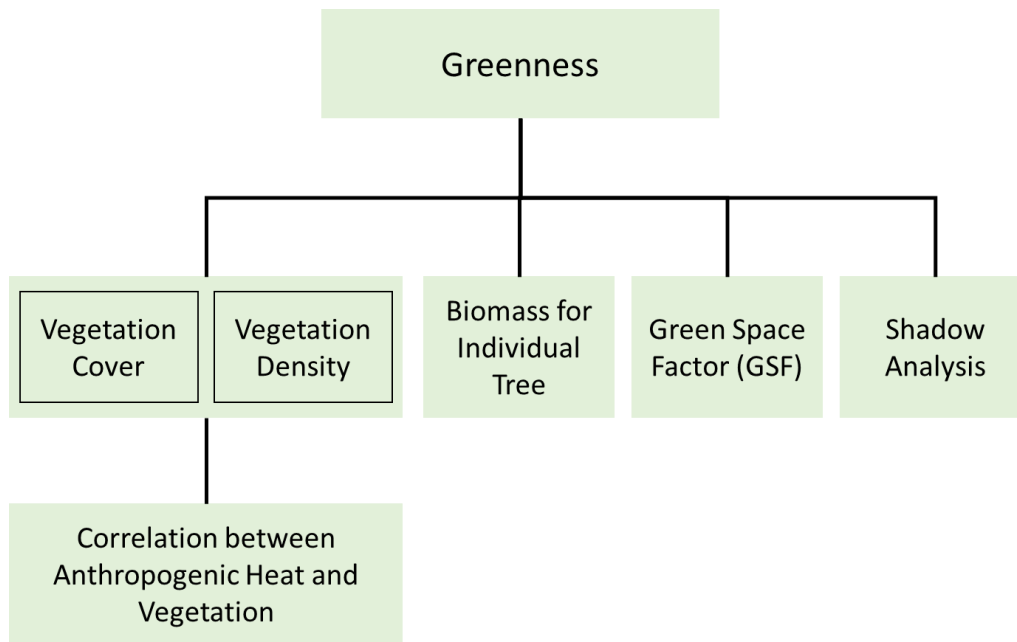 Greenness
Vegetation
Cover
Vegetation
Density
Biomass for
Individual
Tree
Green Space
Factor (GSF)
Shadow
Analysis
Correlation between
Anthropogenic Heat and
Vegetation